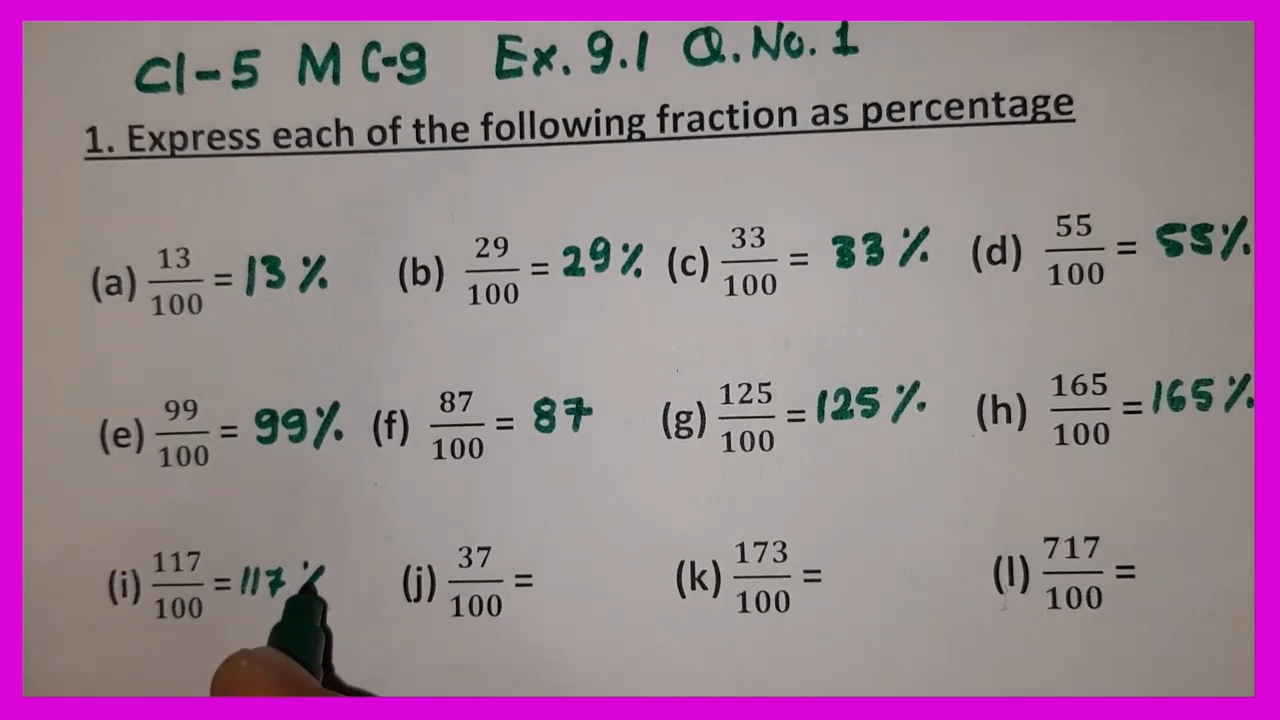 Cl-5 M C-9 Ex. 9.1 Q. No. 1
1. Express each of the following fraction as percentage
(a) 13/100 = 13 % (b) 29/100 = 29 % (c) 33/100 = 33 % (d) 55/100 = 55%
(e) 99/100 = 99% (f) 87/100 = 87 (g) 125/100 = 125 % (h) 165/100 = 165 %
(i) 117/100 = 117 % (j) 37/100 = (k) 173/100 = (l) 717/100 =